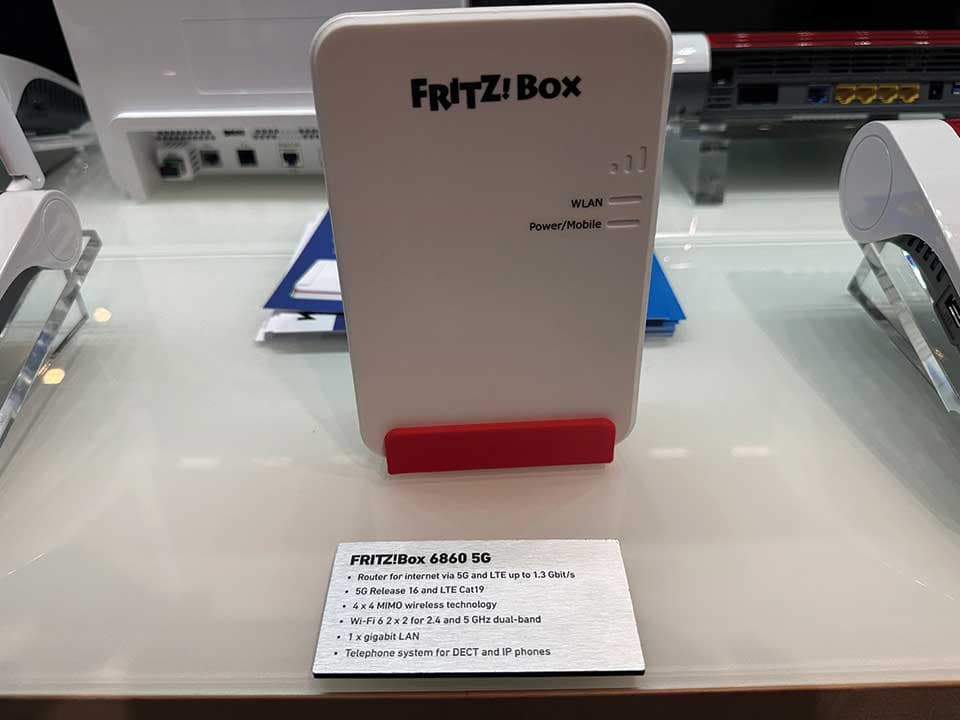 FRITZ! BOX
WLAN
Power/Mobile
FRITZ!Box 6860 5G
• Router for internet via 5G and LTE up to 1.3 Gbit/s
• 5G Release 16 and LTE Cat19
• 4 x 4 MIMO wireless technology
• Wi-Fi 6 2 x 2 for 2.4 and 5 GHz dual-band
• 1 x gigabit LAN
• Telephone system for DECT and IP phones